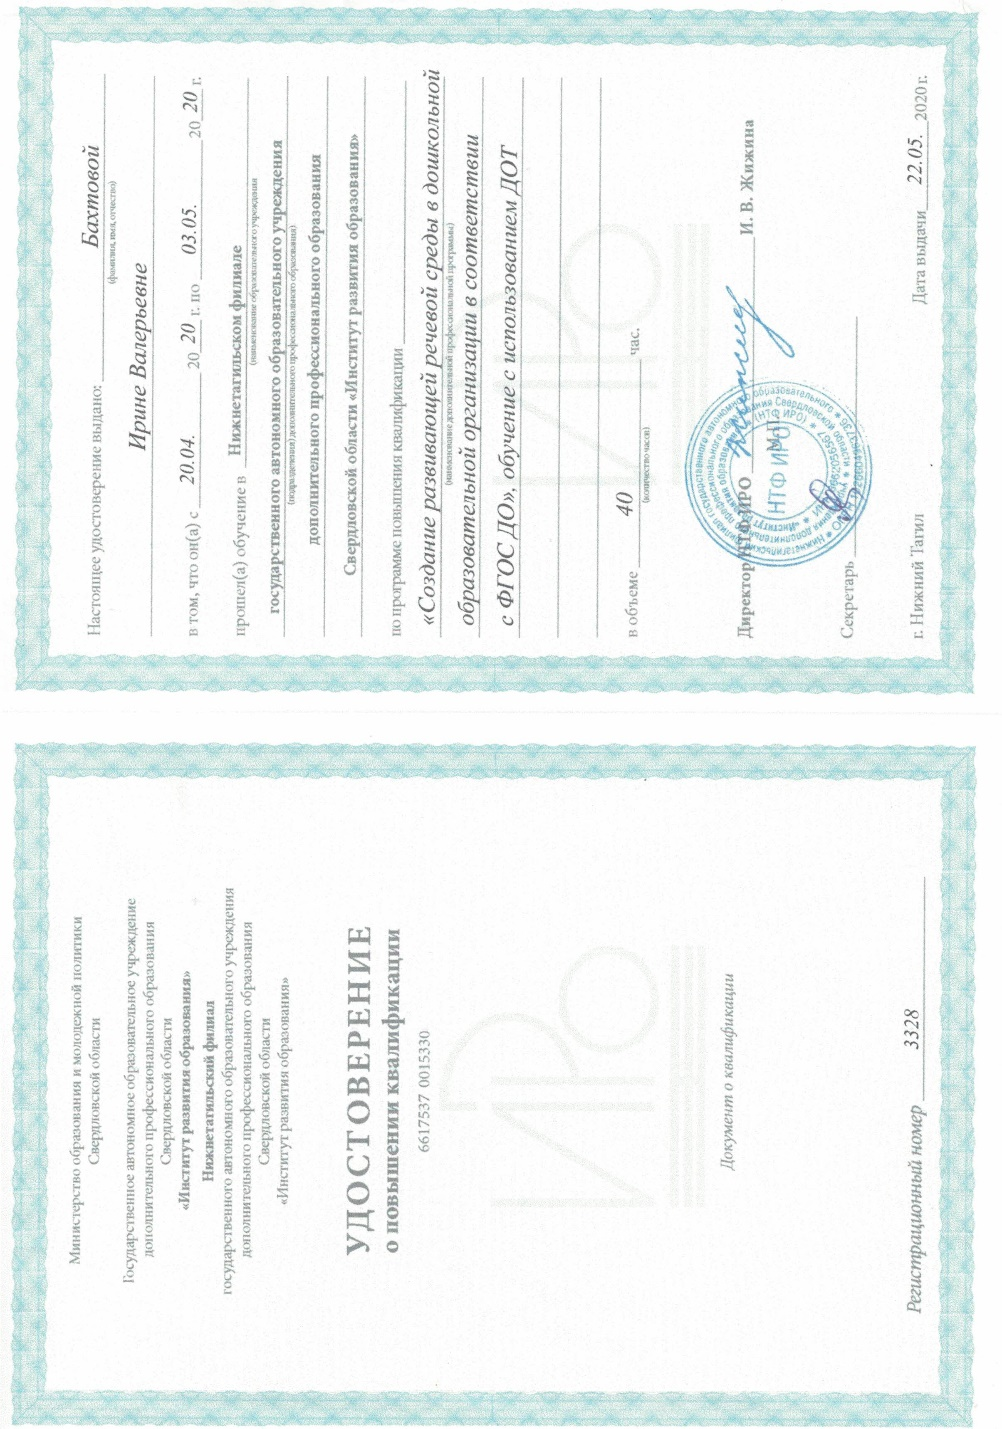 Министерство образования и молодежной политики
Свердловской области
Государственное автономное образовательное учреждение
дополнительного профессионального образования
Свердловской области
«Институт развития образования»
Нижнетагильский филиал
государственного автономного образовательного учреждения
дополнительного профессионального образования
Свердловской области
«Институт развития образования»
УДОСТОВЕРЕНИЕ
о повышении квалификации
6617537 0015330
Документ о квалификации
Регистрационный номер 3328
Настоящее удостоверение выдано: Бахтовой
(фамилия, имя, отчество)
Ирине Валерьевне
в том, что он(а) с 20.04. 20 20 г. по 03.05. 20 20 г.
прошел(а) обучение в Нижнетагильском филиале
(наименование образовательного учреждения
государственного автономного образовательного учреждения
(подразделения) дополнительного профессионального образования)
дополнительного профессионального образования
Свердловской области «Институт развития образования»
по программе повышения квалификации
«Создание развивающей речевой среды в дошкольной
(наименование дополнительной профессиональной программы)
образовательной организации в соответствии
с ФГОС ДО», обучение с использованием ДОТ
в объеме 40 час.
(количество часов)
Директор НТФ ИРО И. В. Жижина
М.П.
(НТФ ИРО)
Секретарь
г. Нижний Тагил Дата выдачи 22.05. 2020 г.